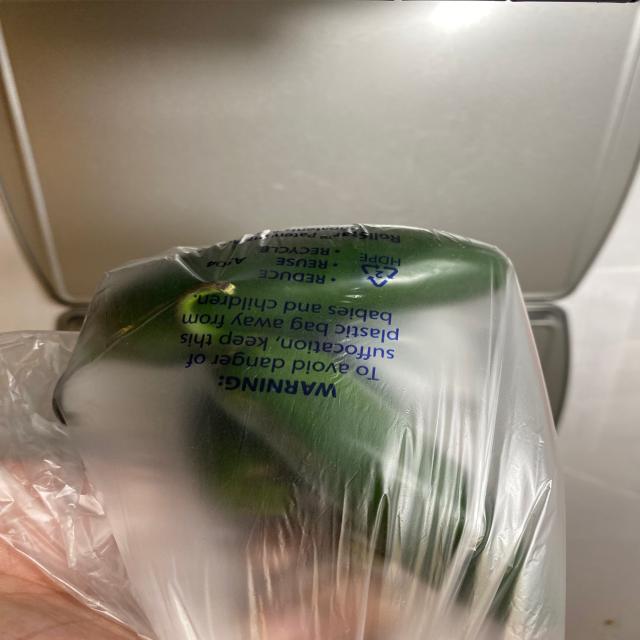 WARNING:
To avoid danger of
suffocation, keep this
plastic bag away from
babies and children.
2
HDPE
• REDUCE
• REUSE
• RECYCLE